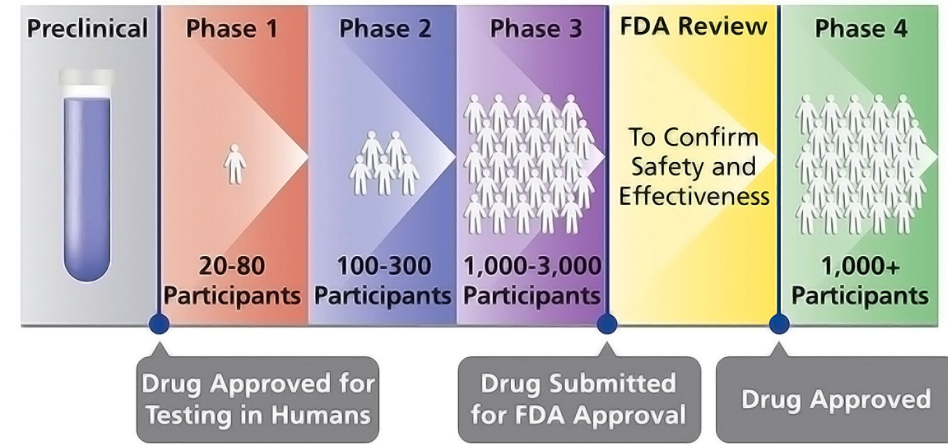 Preclinical
Phase 1
Phase 2
Phase 3
FDA Review
Phase 4
To Confirm
Safety and
Effectiveness
20-80
Participants
100-300
Participants
1,000-3,000
Participants
1,000+
Participants
Drug Approved for
Testing in Humans
Drug Submitted
for FDA Approval
Drug Approved